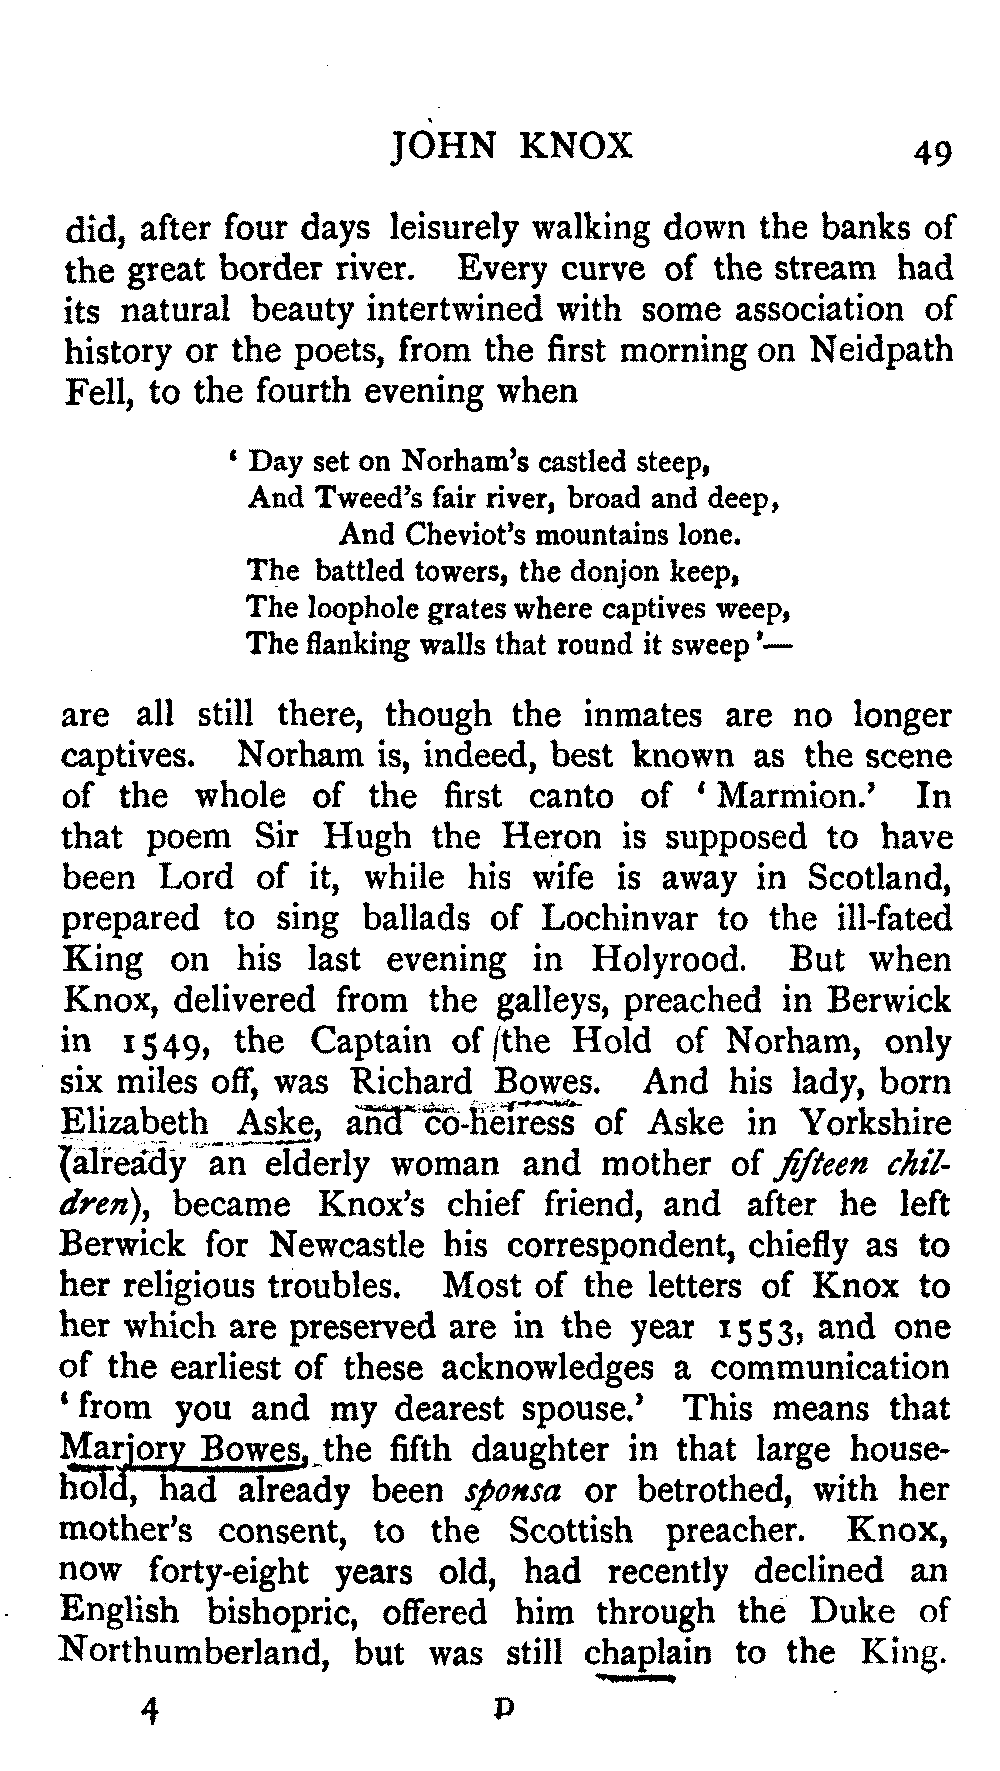 JOHN KNOX 49
did, after four days leisurely walking down the banks of
the great border river. Every curve of the stream had
its natural beauty intertwined with some association of
history or the poets, from the first morning on Neidpath
Fell, to the fourth evening when
‘ Day set on Norham’s castled steep,
And Tweed’s fair river, broad and deep,
And Cheviot’s mountains lone.
The battled towers, the donjon keep,
The loophole grates where captives weep,
The flanking walls that round it sweep ’—
are all still there, though the inmates are no longer
captives. Norham is, indeed, best known as the scene
of the whole of the first canto of ‘ Marmion.’ In
that poem Sir Hugh the Heron is supposed to have
been Lord of it, while his wife is away in Scotland,
prepared to sing ballads of Lochinvar to the ill-fated
King on his last evening in Holyrood. But when
Knox, delivered from the galleys, preached in Berwick
in 1549, the Captain of the Hold of Norham, only
six miles off, was Richard Bowes. And his lady, born
Elizabeth Aske, and co-heiress of Aske in Yorkshire
(already an elderly woman and mother of fifteen chil-
dren), became Knox’s chief friend, and after he left
Berwick for Newcastle his correspondent, chiefly as to
her religious troubles. Most of the letters of Knox to
her which are preserved are in the year 1553, and one
of the earliest of these acknowledges a communication
‘ from you and my dearest spouse.’ This means that
Marjory Bowes, the fifth daughter in that large house-
hold, had already been sponsa or betrothed, with her
mother’s consent, to the Scottish preacher. Knox,
now forty-eight years old, had recently declined an
English bishopric, offered him through the Duke of
Northumberland, but was still chaplain to the King.
4 D